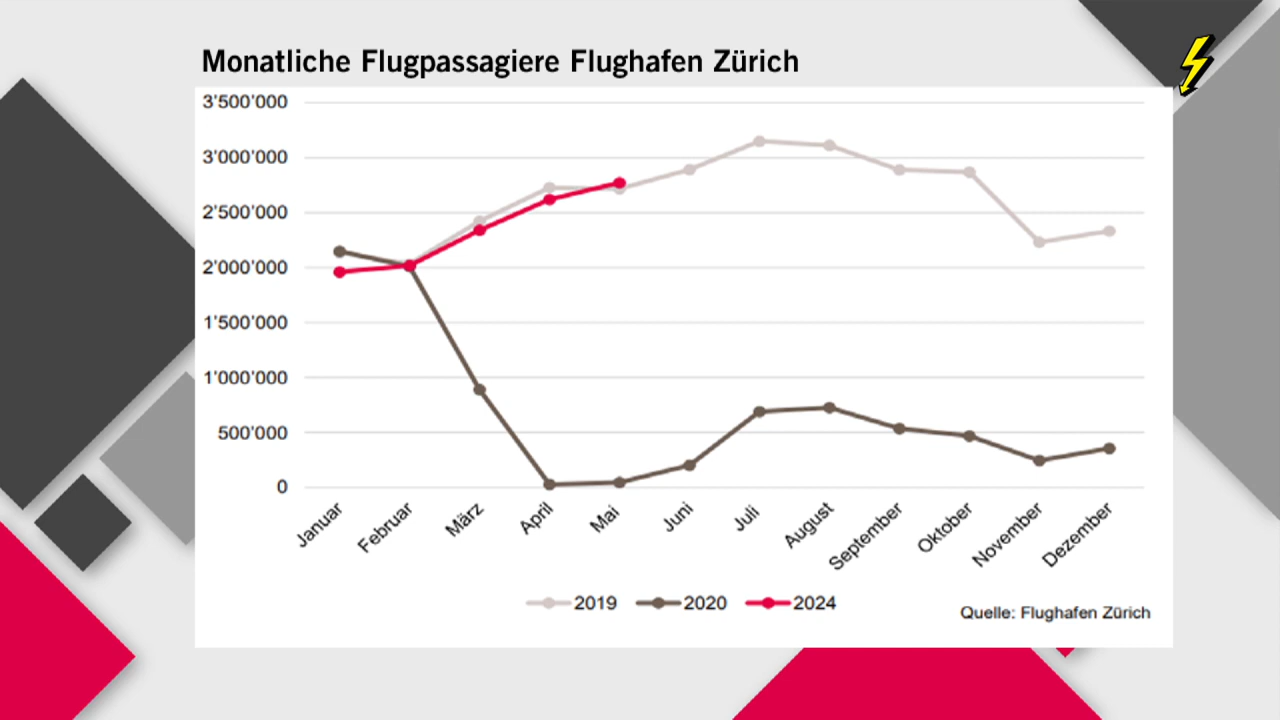 Monatliche Flugpassagiere Flughafen Zürich
3'500'000
3'000'000
2'500'000
2'000'000
1'500'000
1'000'000
500'000
0
Januar
Februar
März
April
Mai
Juni
Juli
August
September
Oktober
November
Dezember
2019 2020 2024
Quelle: Flughafen Zürich